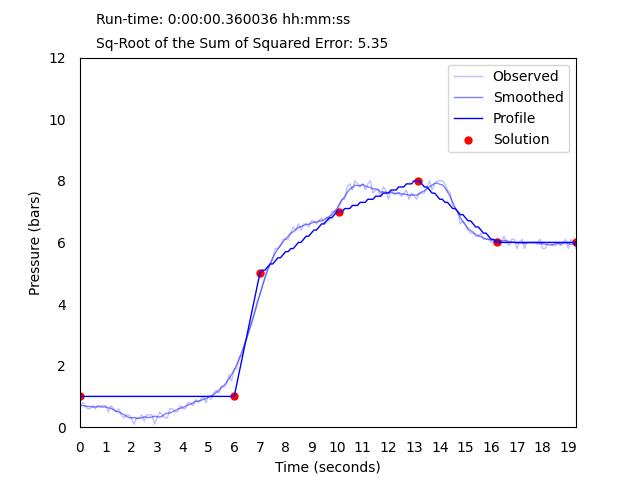 Run-time: 0:00:00.360036 hh:mm:ss
Sq-Root of the Sum of Squared Error: 5.35
12
10
8
6
4
2
0
Pressure (bars)
Observed
Smoothed
Profile
Solution
0 1 2 3 4 5 6 7 8 9 10 11 12 13 14 15 16 17 18 19
Time (seconds)